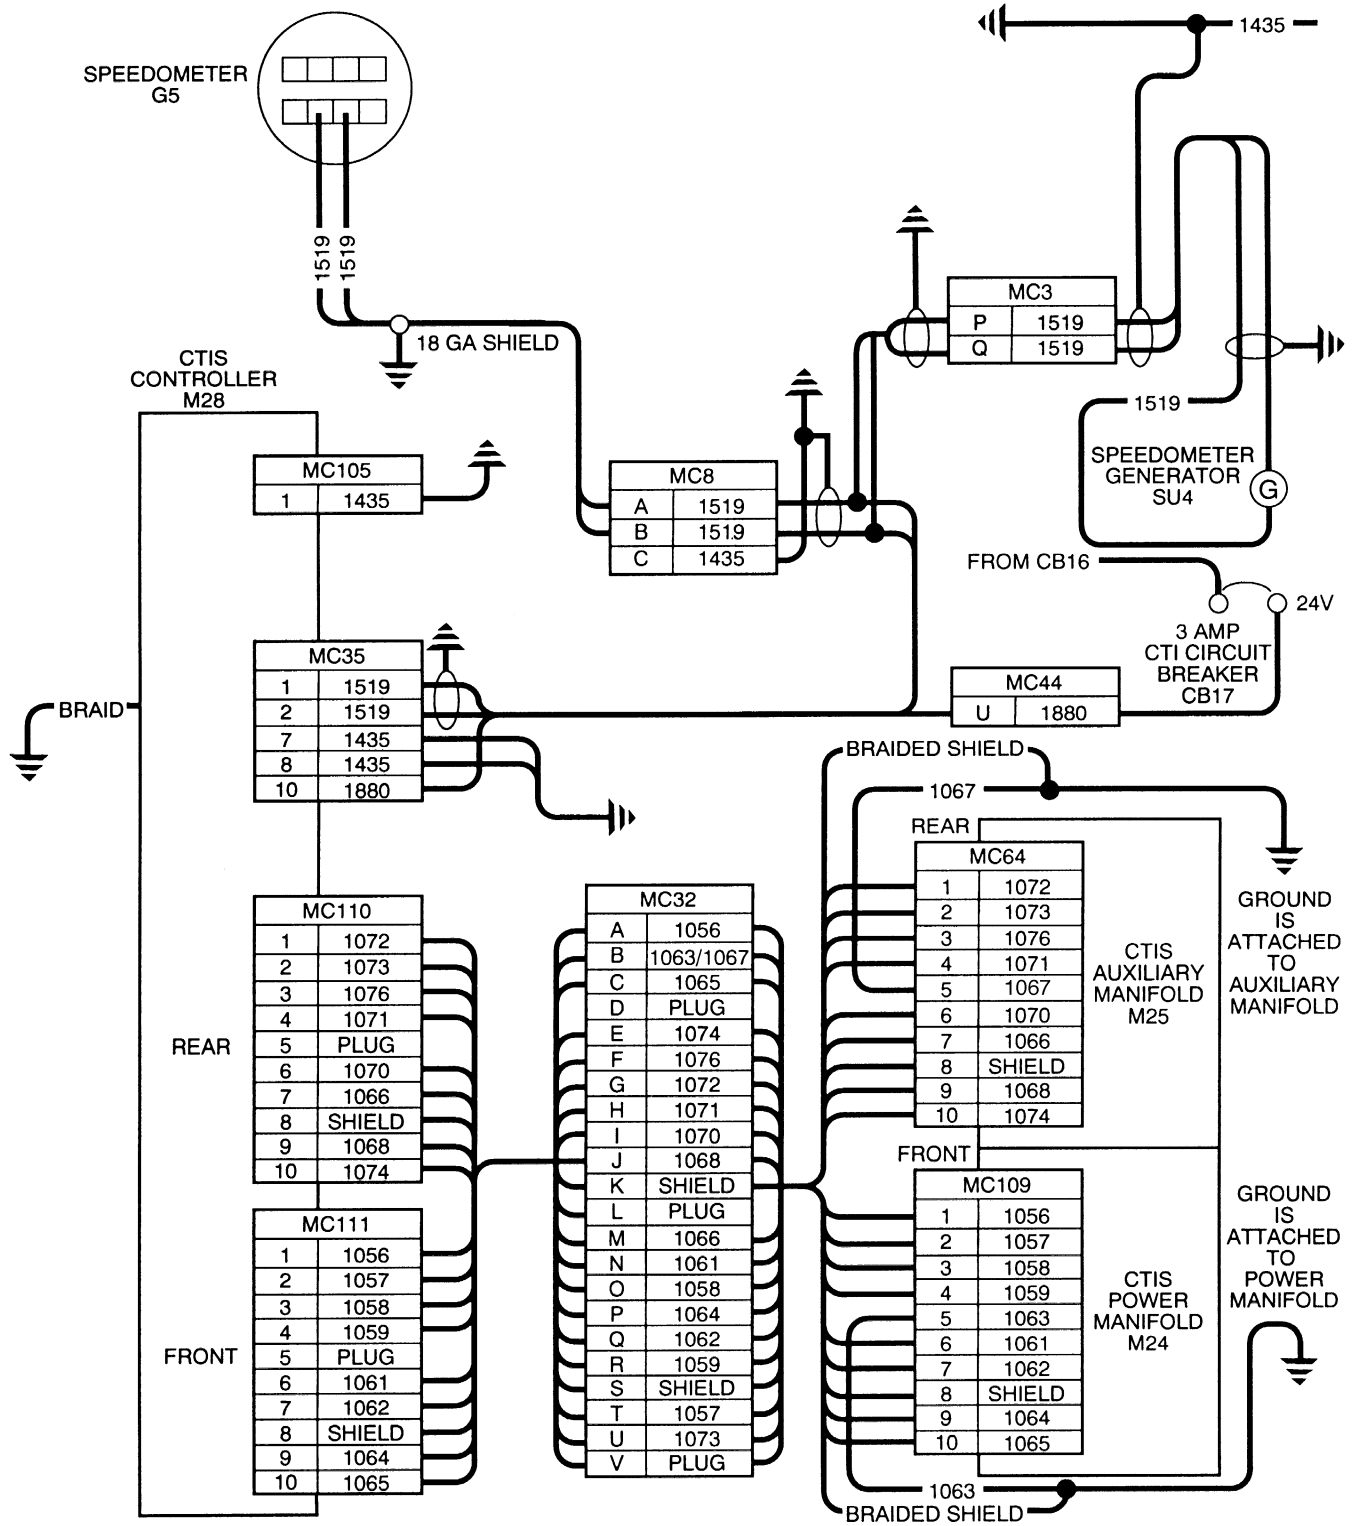 1435
SPEEDOMETER
G5
1519
1519
MC3
P 1519
Q 1519
18 GA SHIELD
CTIS
CONTROLLER
M28
1519
SPEEDOMETER
GENERATOR
SU4
G
MC105
1 1435
MC8
A 1519
B 1519
C 1435
FROM CB16
24V
3 AMP
CTI CIRCUIT
BREAKER
CB17
MC35
1 1519
2 1519
7 1435
8 1435
10 1880
BRAID
MC44
U 1880
BRAIDED SHIELD
1067
REAR
MC64
1 1072
2 1073
3 1076
4 1071
5 1067
6 1070
7 1066
8 SHIELD
9 1068
10 1074
CTIS
AUXILIARY
MANIFOLD
M25
GROUND
IS
ATTACHED
TO
AUXILIARY
MANIFOLD
MC110
1 1072
2 1073
3 1076
4 1071
5 PLUG
6 1070
7 1066
8 SHIELD
9 1068
10 1074
REAR
MC32
A 1056
B 1063/1067
C 1065
D PLUG
E 1074
F 1076
G 1072
H 1071
I 1070
J 1068
K SHIELD
L PLUG
M 1066
N 1061
O 1058
P 1064
Q 1062
R 1059
S SHIELD
T 1057
U 1073
V PLUG
MC111
1 1056
2 1057
3 1058
4 1059
5 PLUG
6 1061
7 1062
8 SHIELD
9 1064
10 1065
FRONT
FRONT
MC109
1 1056
2 1057
3 1058
4 1059
5 1063
6 1061
7 1062
8 SHIELD
9 1064
10 1065
CTIS
POWER
MANIFOLD
M24
GROUND
IS
ATTACHED
TO
POWER
MANIFOLD
1063
BRAIDED SHIELD